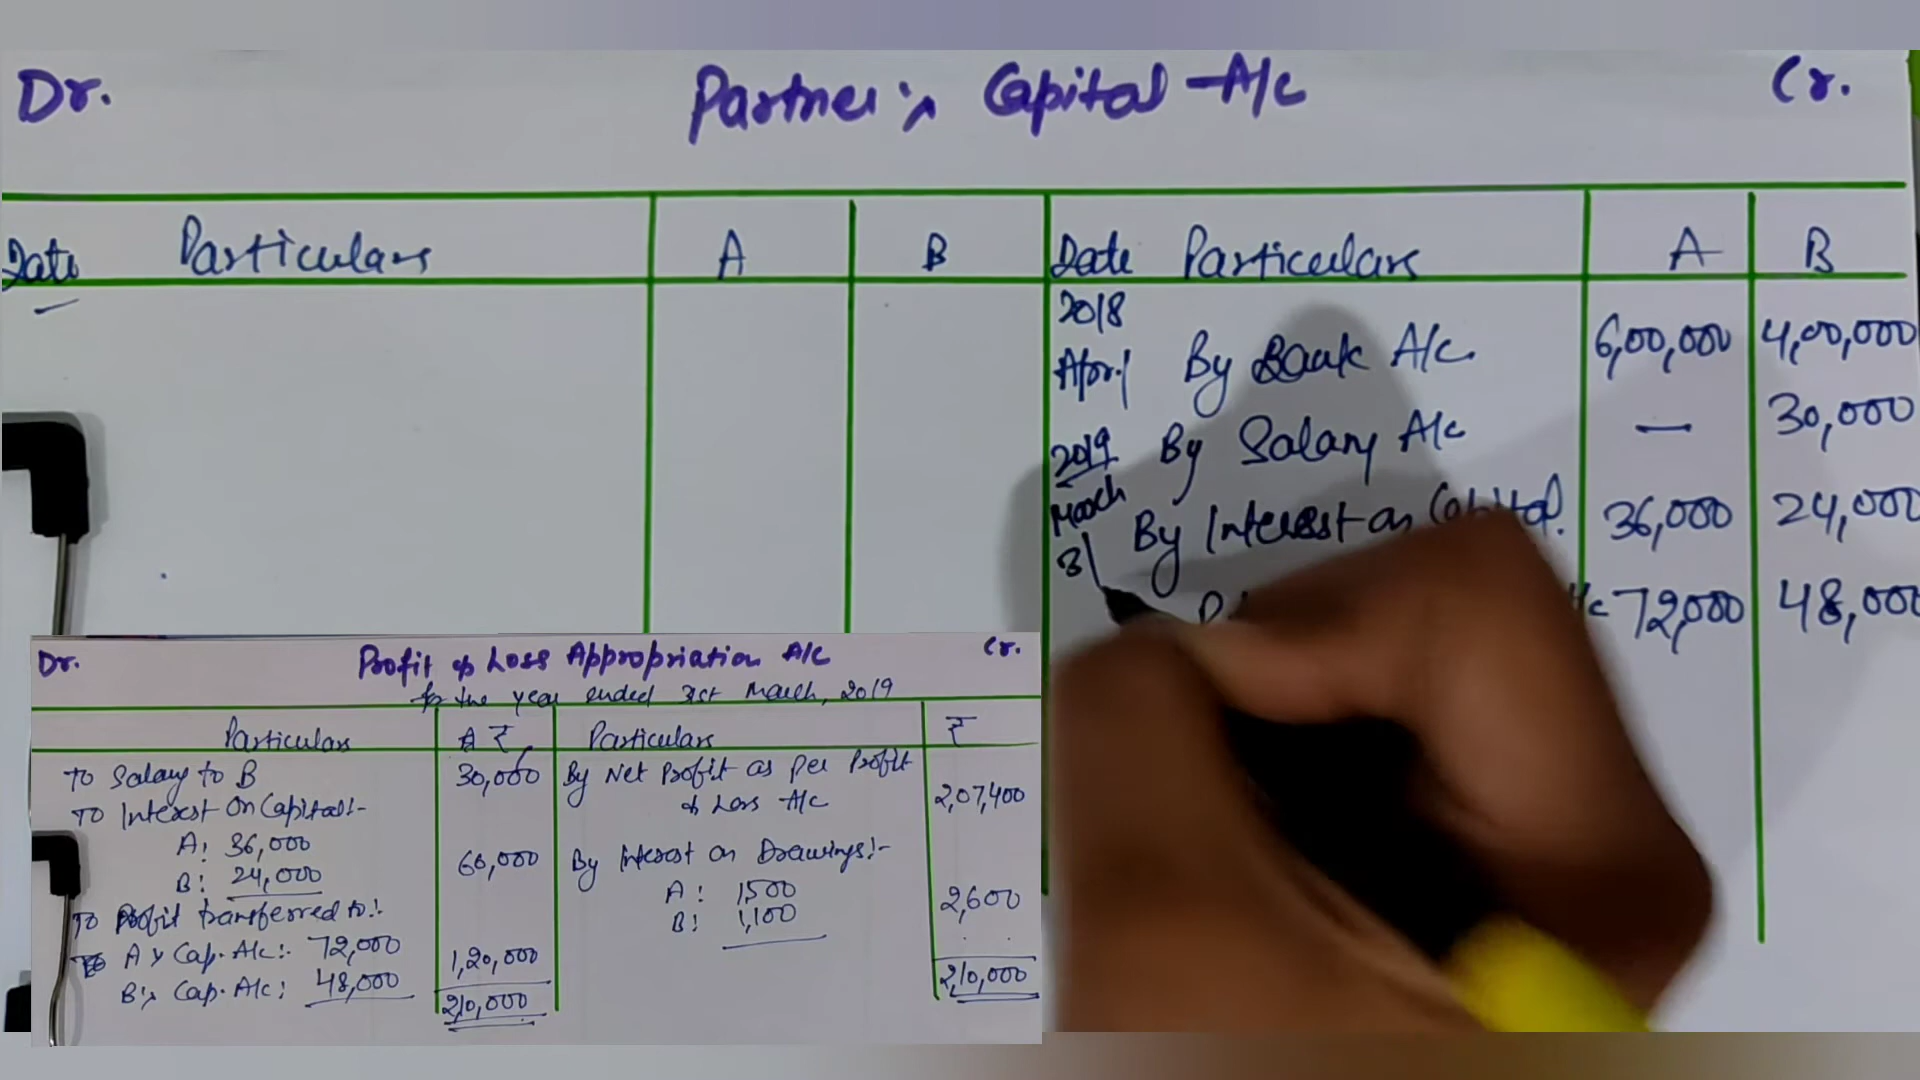 Dr. Partner's Capital A/c Cr.
Date Particulars A B Date Particulars A B
2018
April By Bank A/c 6,00,000 4,00,000
2019 By Salary A/c — 30,000
March By Interest on Capital. 36,000 24,000
31 72,000 48,000
Dr. Profit & Loss Appropriation A/c Cr.
for the year ended 31st March, 2019
Particulars ₹ Particulars ₹
To Salary to B 30,000 By Net Profit as per Profit
& Loss A/c 2,07,400
To Interest on Capital:-
A: 36,000
B: 24,000 60,000 By Interest on Drawings:-
A: 1500
B: 1,100 2,600
To Profit transferred to:-
A's Cap. A/c:- 72,000 1,20,000
B's Cap. A/c: 48,000
210,000 2,10,000